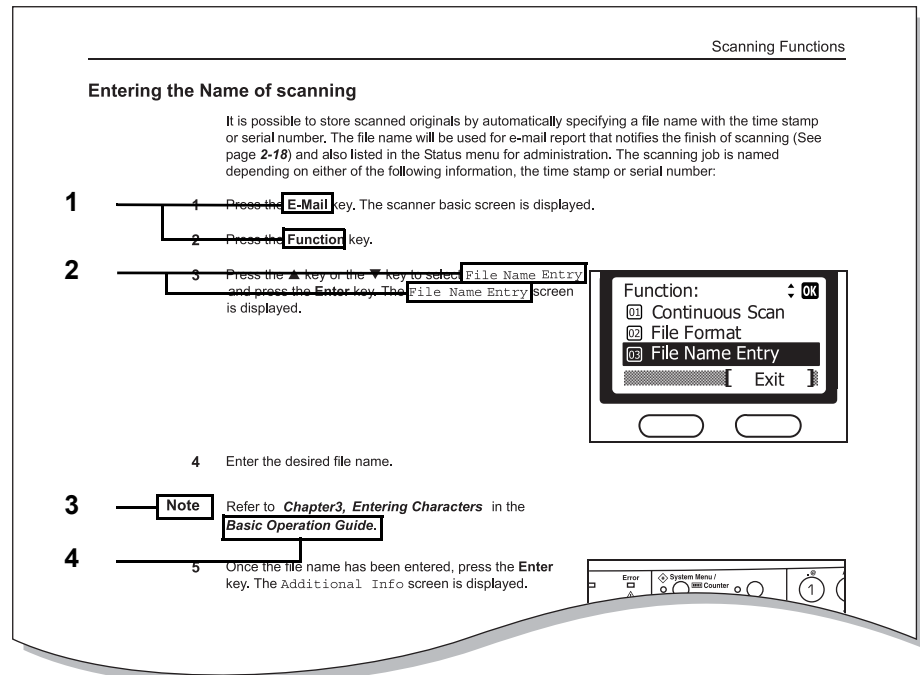 Scanning Functions
Entering the Name of scanning
It is possible to store scanned originals by automatically specifying a file name with the time stamp
or serial number. The file name will be used for e-mail report that notifies the finish of scanning (See
page 2-18) and also listed in the Status menu for administration. The scanning job is named
depending on either of the following information, the time stamp or serial number:
1
1 Press the E-Mail key. The scanner basic screen is displayed.
2 Press the Function key.
2
3 Press the ▲ key or the ▼ key to select File Name Entry
and press the Enter key. The File Name Entry screen
is displayed.
Function: OK
01 Continuous Scan
02 File Format
03 File Name Entry
[ Exit ]
4 Enter the desired file name.
3
Note Refer to Chapter3, Entering Characters in the
Basic Operation Guide.
4
5 Once the file name has been entered, press the Enter
key. The Additional Info screen is displayed.
Error
System Menu /
Counter
.@
1